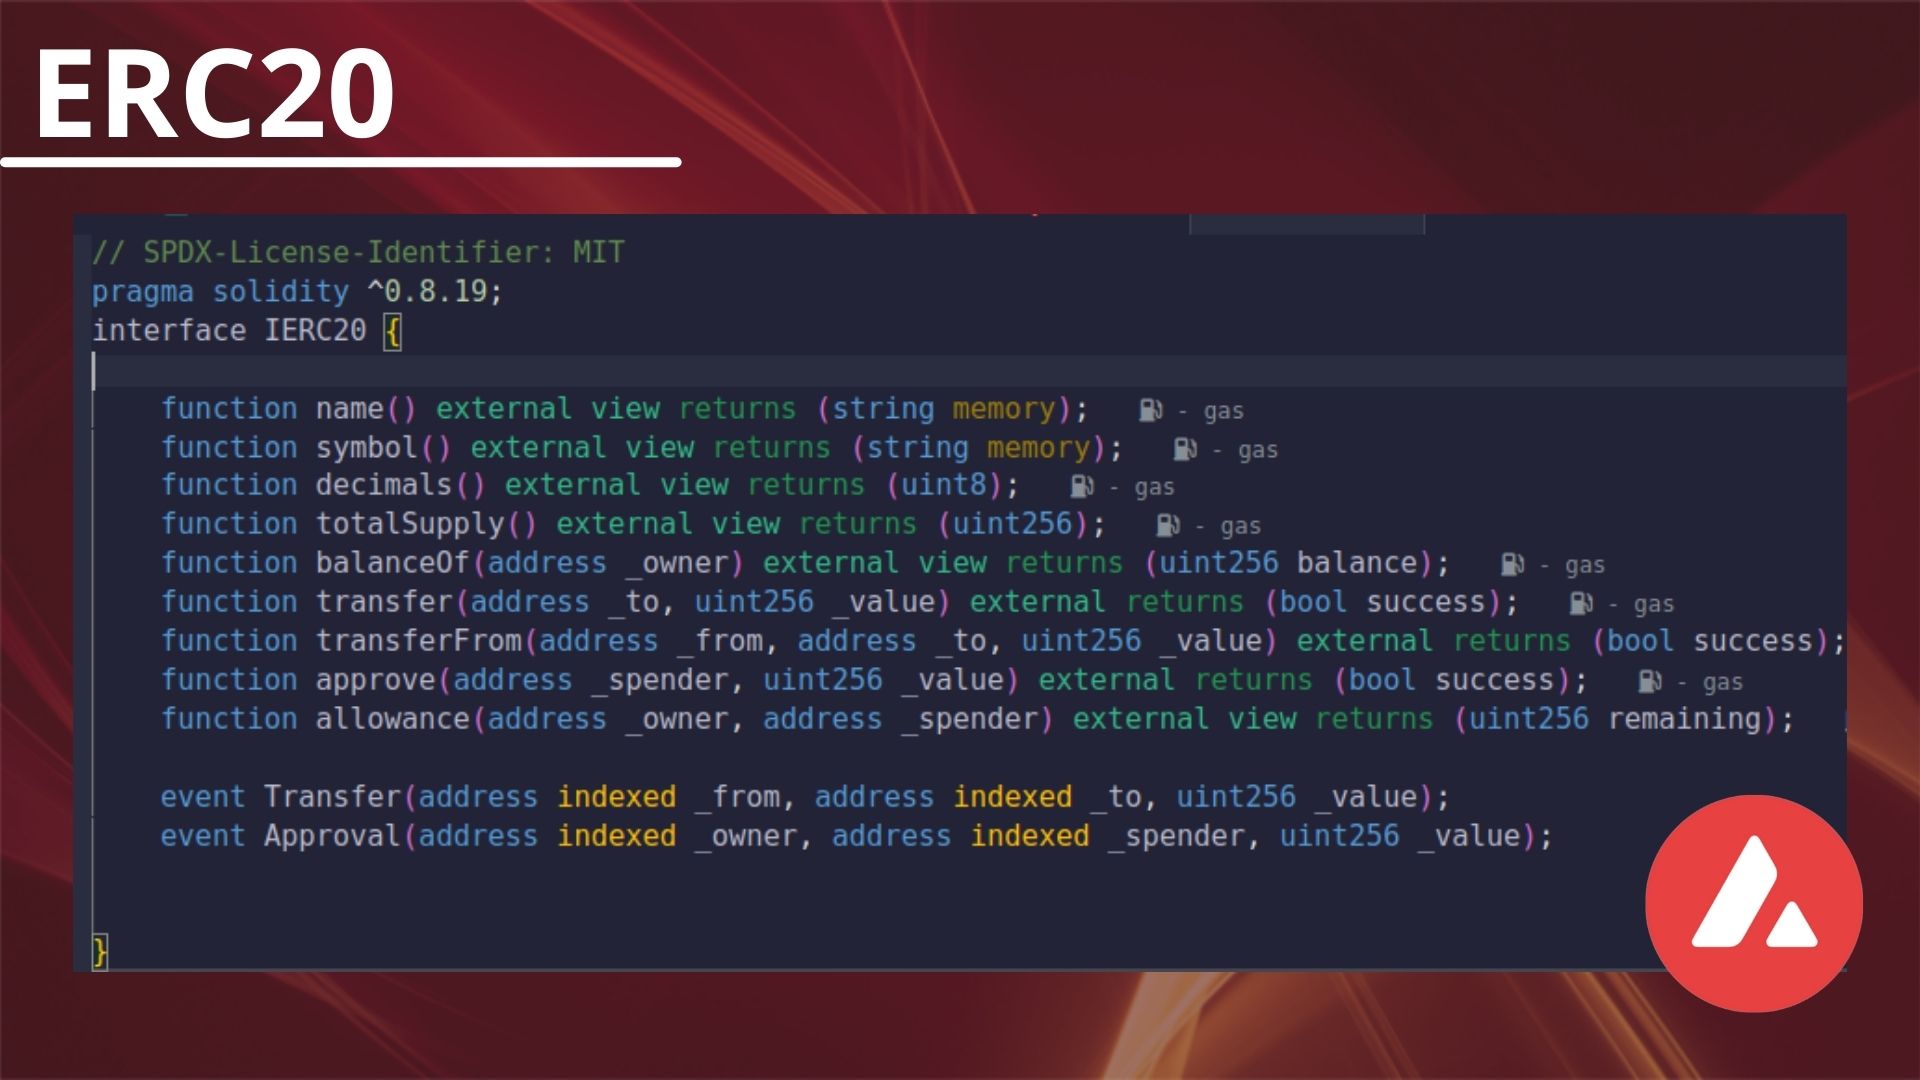 ERC20
// SPDX-License-Identifier: MIT
pragma solidity ^0.8.19;
interface IERC20 {
function name() external view returns (string memory); - gas
function symbol() external view returns (string memory); - gas
function decimals() external view returns (uint8); - gas
function totalSupply() external view returns (uint256); - gas
function balanceOf(address _owner) external view returns (uint256 balance); - gas
function transfer(address _to, uint256 _value) external returns (bool success); - gas
function transferFrom(address _from, address _to, uint256 _value) external returns (bool success);
function approve(address _spender, uint256 _value) external returns (bool success); - gas
function allowance(address _owner, address _spender) external view returns (uint256 remaining);
event Transfer(address indexed _from, address indexed _to, uint256 _value);
event Approval(address indexed _owner, address indexed _spender, uint256 _value);
}